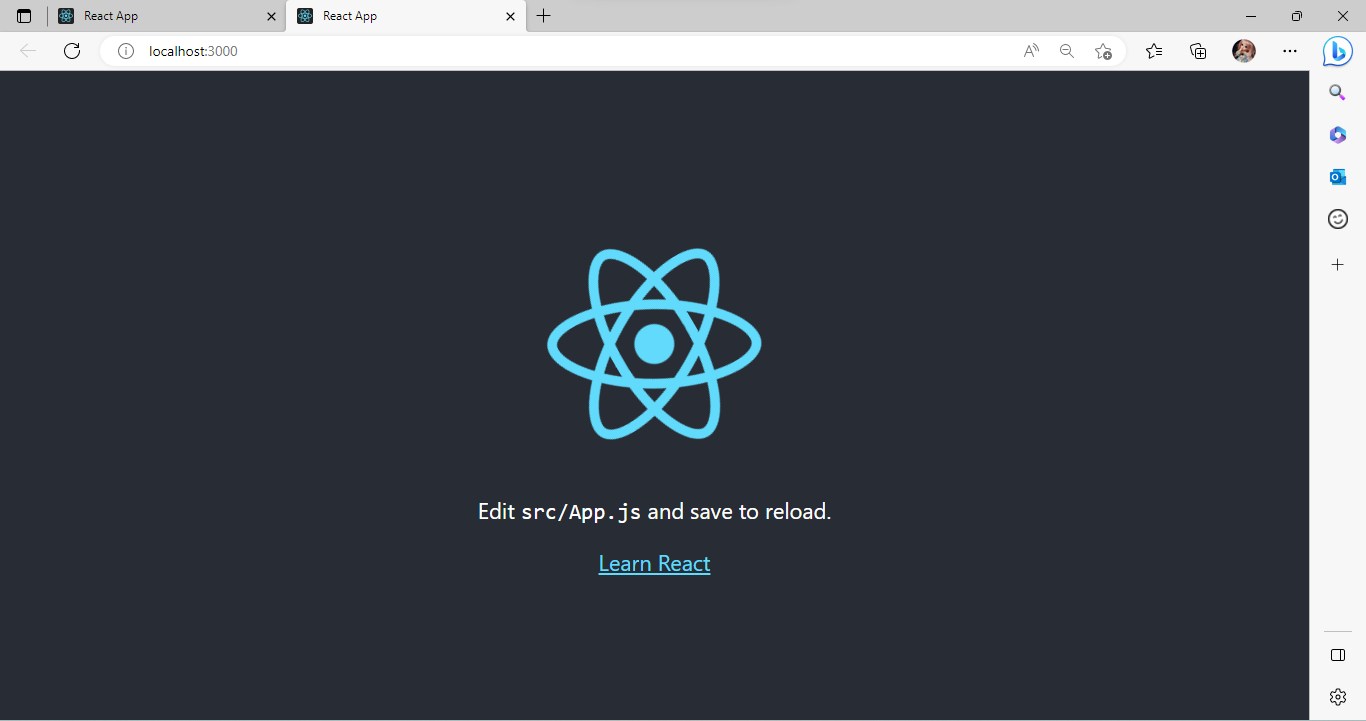 React App
React App
localhost:3000
Edit src/App.js and save to reload.
Learn React